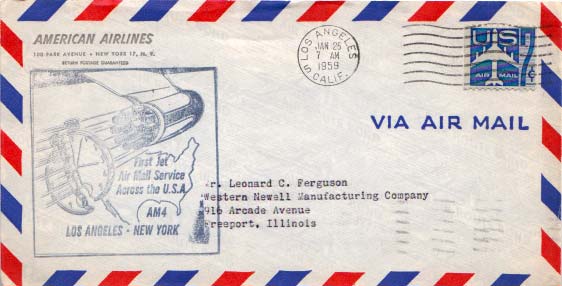 AMERICAN AIRLINES
100 PARK AVENUE • NEW YORK 17, N. Y.
RETURN POSTAGE GUARANTEED
LOS ANGELES
JAN 25
7 AM
1959
CALIF.
US
7¢
AIR MAIL
VIA AIR MAIL
First Jet
Air Mail Service
Across the U.S.A.
AM4
LOS ANGELES - NEW YORK
r. Leonard C. Ferguson
Western Newell Manufacturing Company
916 Arcade Avenue
Freeport, Illinois